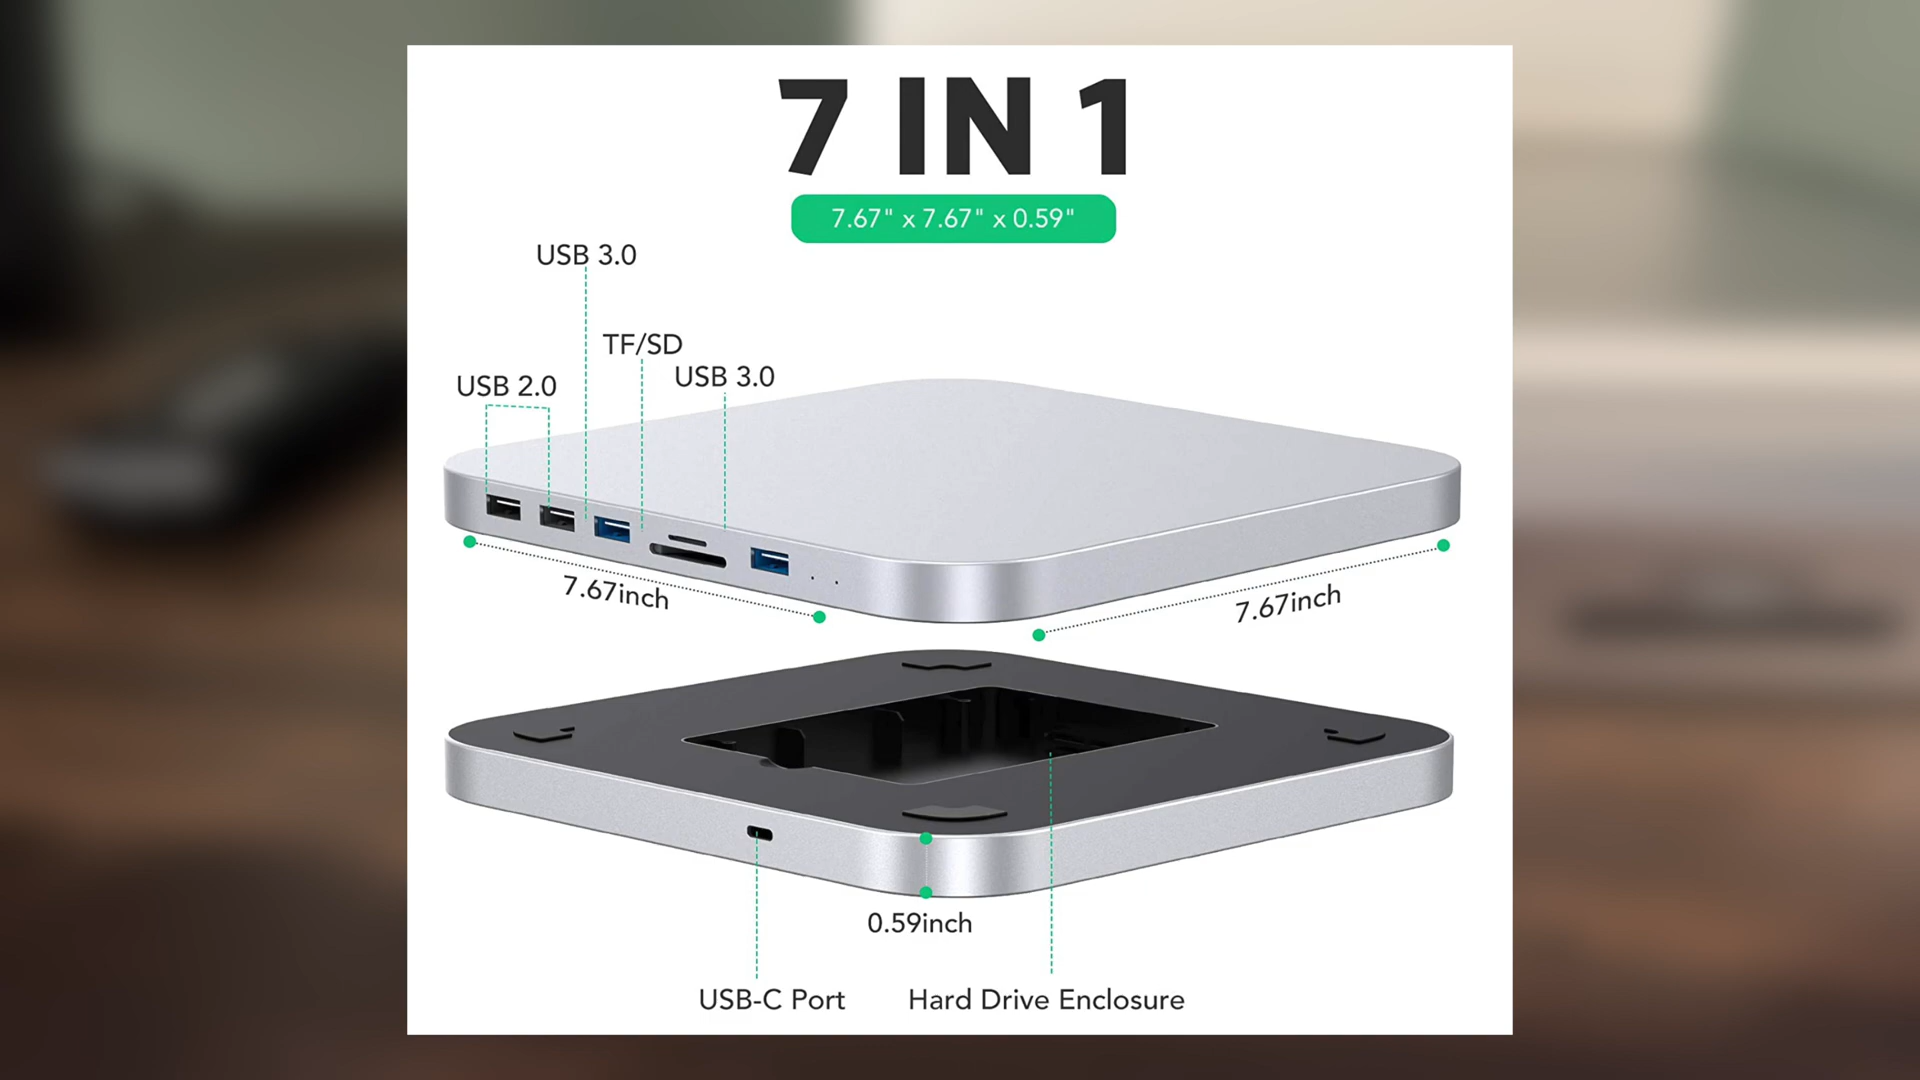 7 IN 1
7.67" x 7.67" x 0.59"
USB 3.0
TF/SD
USB 3.0
USB 2.0
7.67inch
7.67inch
0.59inch
USB-C Port
Hard Drive Enclosure